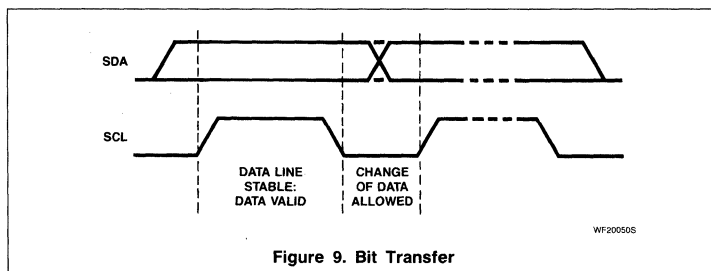 SDA
SCL
DATA LINE
STABLE:
DATA VALID
CHANGE
OF DATA
ALLOWED
WF20050S
Figure 9. Bit Transfer